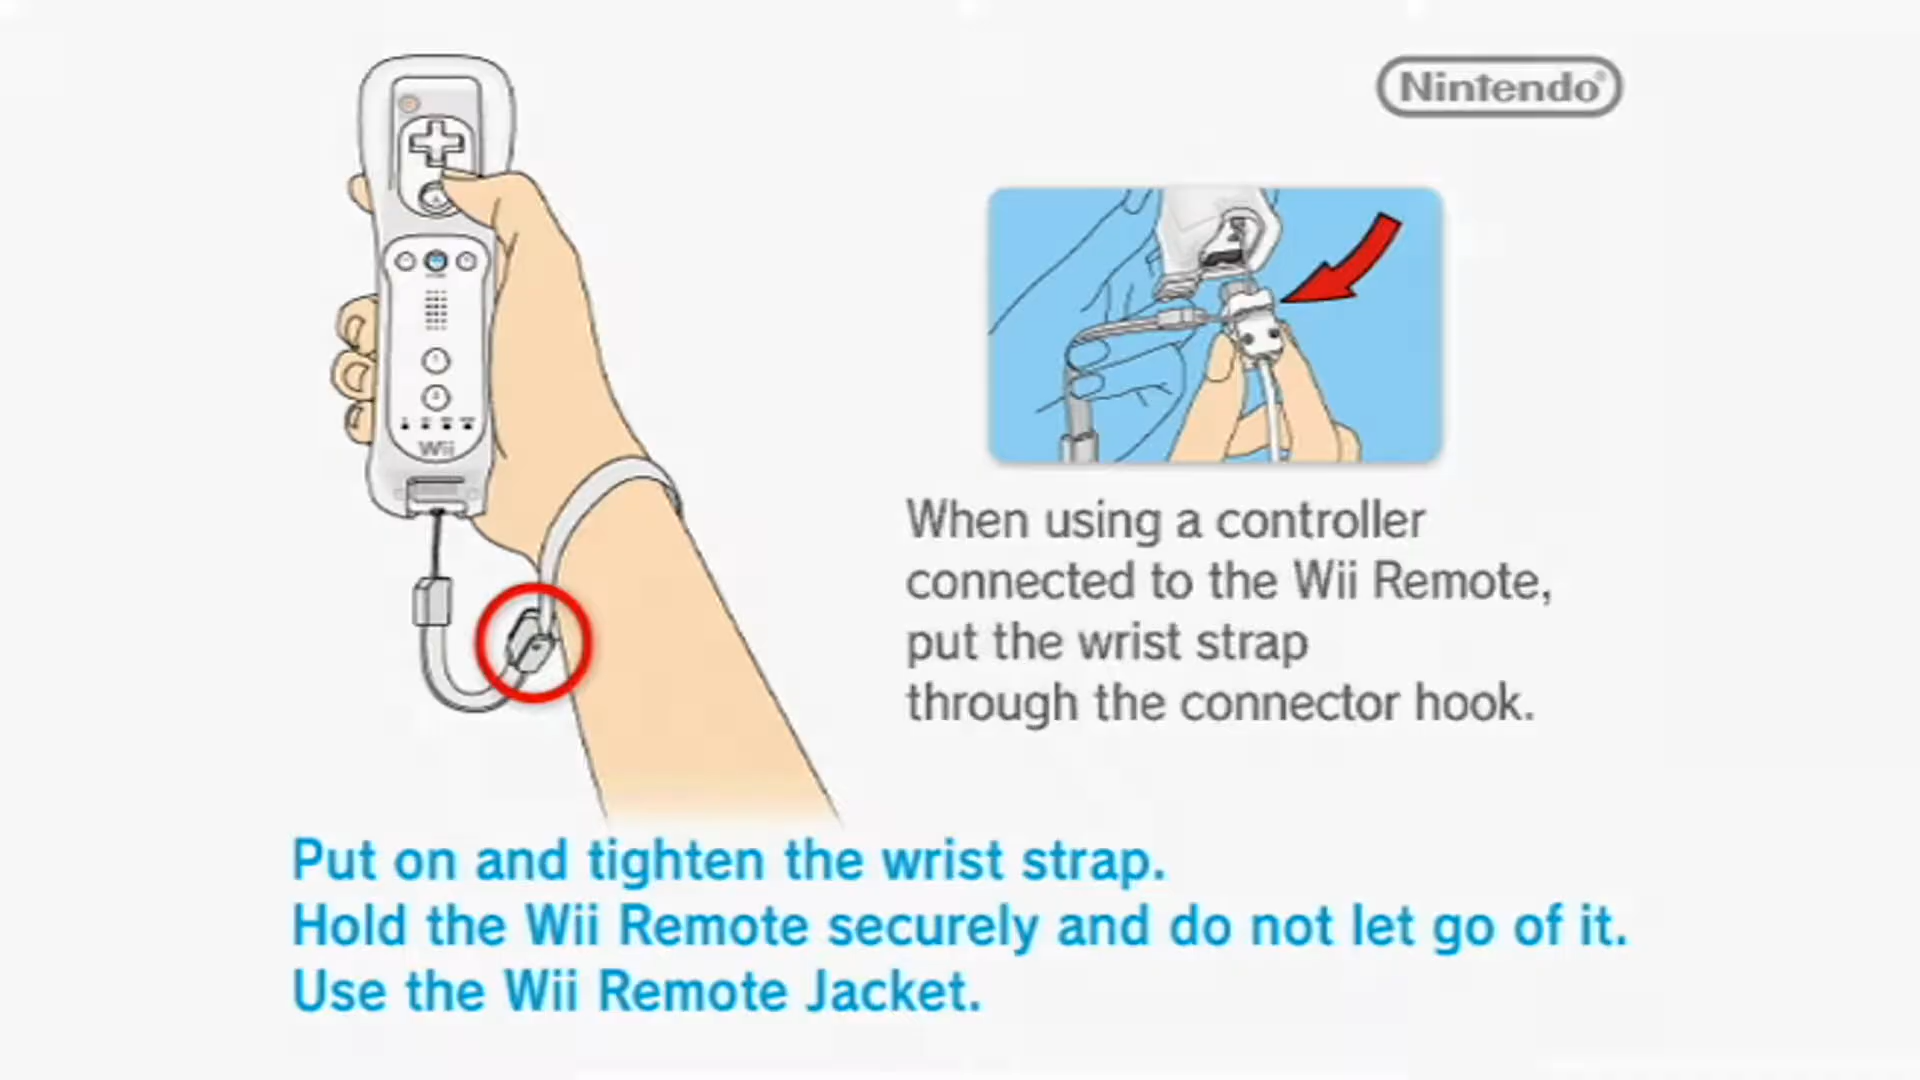 Nintendo®
Wii
When using a controller
connected to the Wii Remote,
put the wrist strap
through the connector hook.
Put on and tighten the wrist strap.
Hold the Wii Remote securely and do not let go of it.
Use the Wii Remote Jacket.